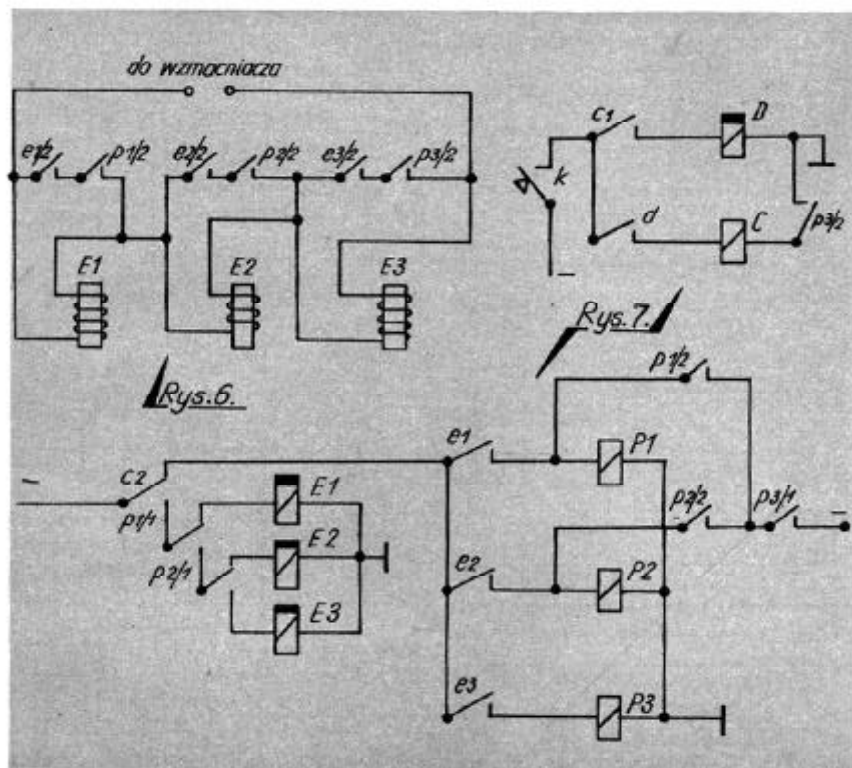 do wzmacniacza
e1/2 p1/2 e2/2 p2/2 e3/2 p3/2
E1 E2 E3
Rys.6.
c1 D
k
d C p3/2
Rys.7.
p1/2
e1 P1
c2 E1
p1/1 E2 p2/2 p3/1
p2/1 e2 P2
E3
e3 P3